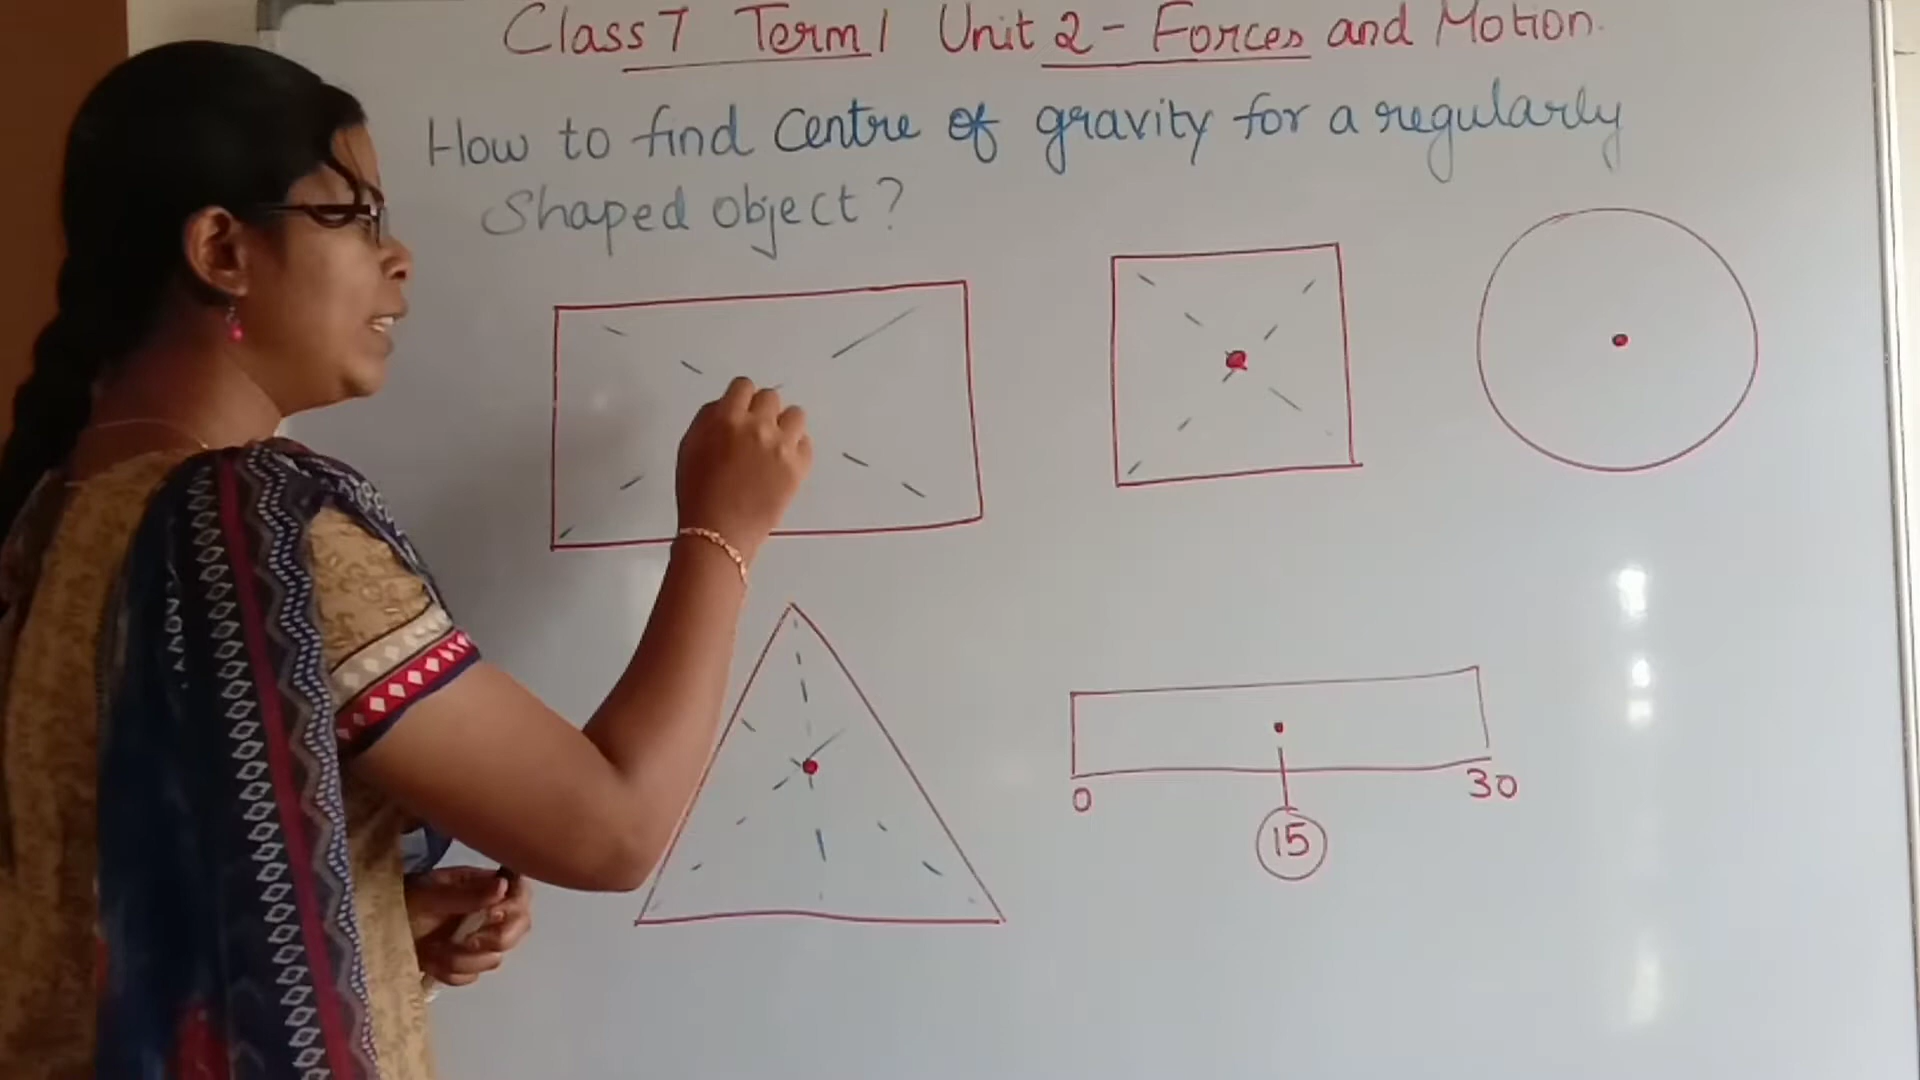 Class 7 Term 1 Unit 2 - Forces and Motion.
How to find Centre of gravity for a regularly
shaped object?
0
30
15